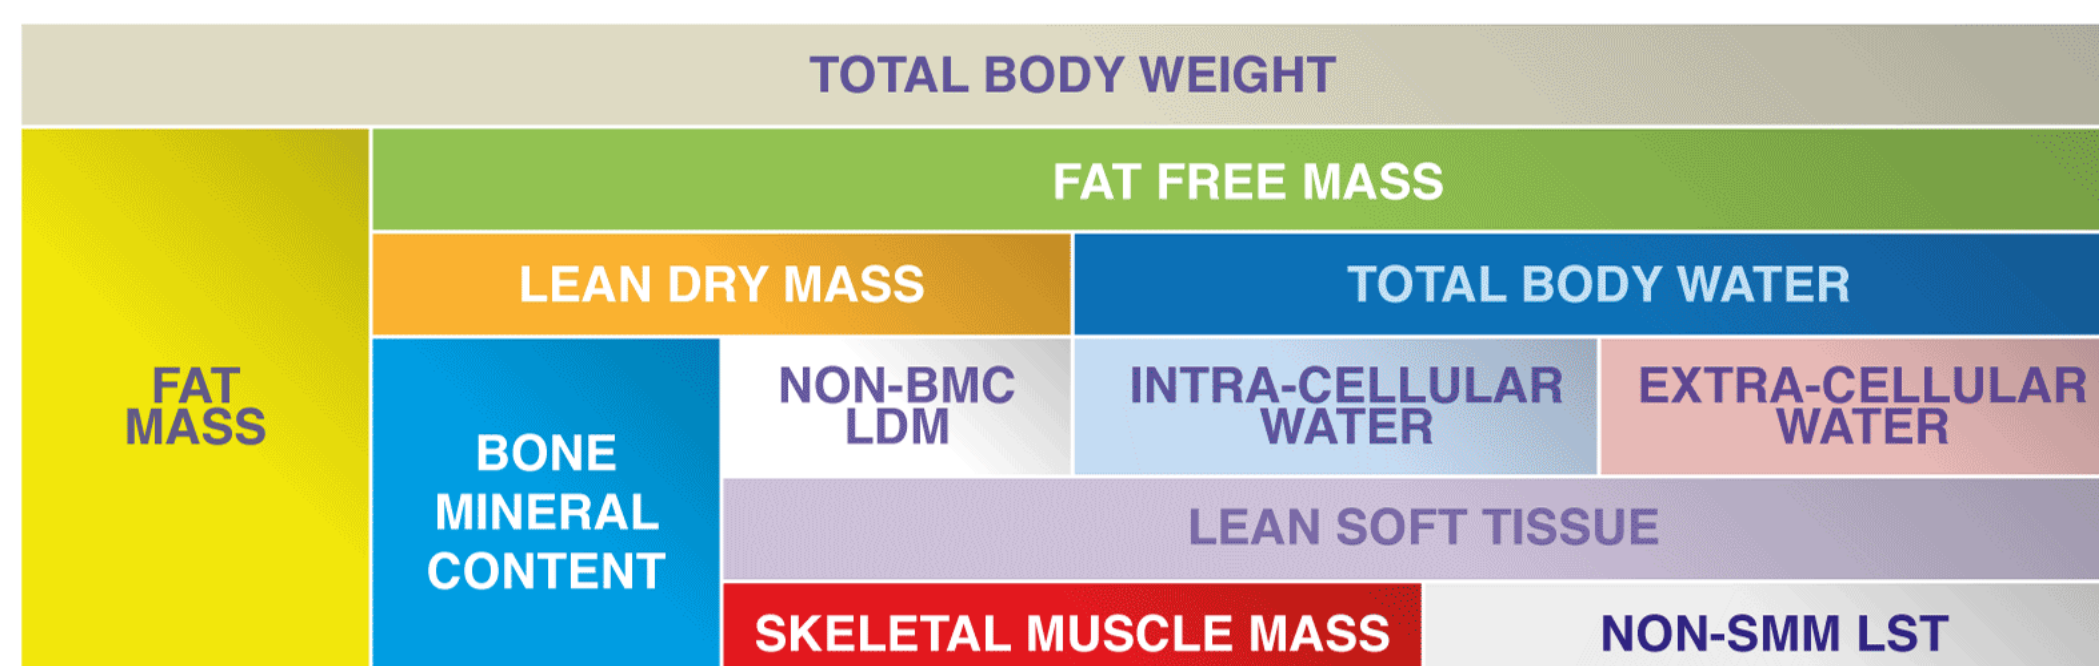 TOTAL BODY WEIGHT
FAT FREE MASS
LEAN DRY MASS
TOTAL BODY WATER
FAT
MASS
BONE
MINERAL
CONTENT
NON-BMC
LDM
INTRA-CELLULAR
WATER
EXTRA-CELLULAR
WATER
LEAN SOFT TISSUE
SKELETAL MUSCLE MASS
NON-SMM LST